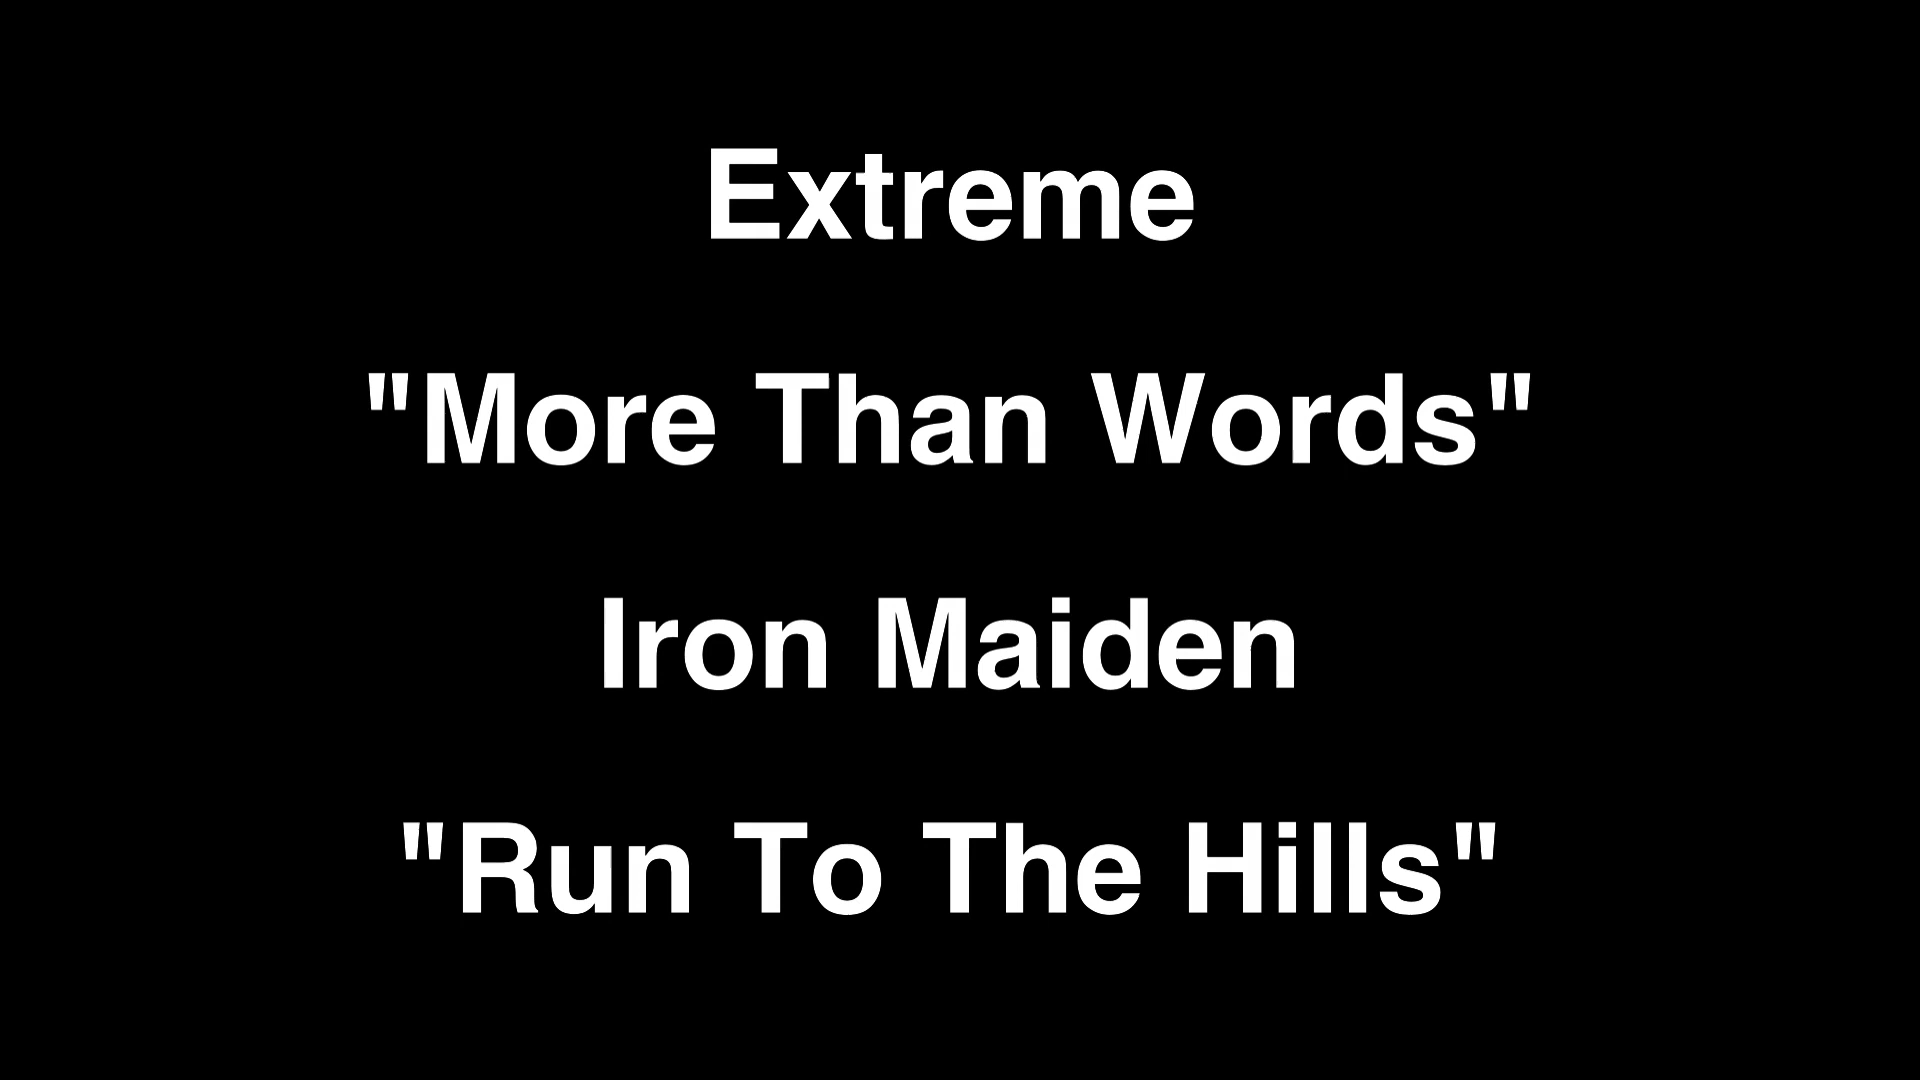 Extreme
"More Than Words"
Iron Maiden
"Run To The Hills"